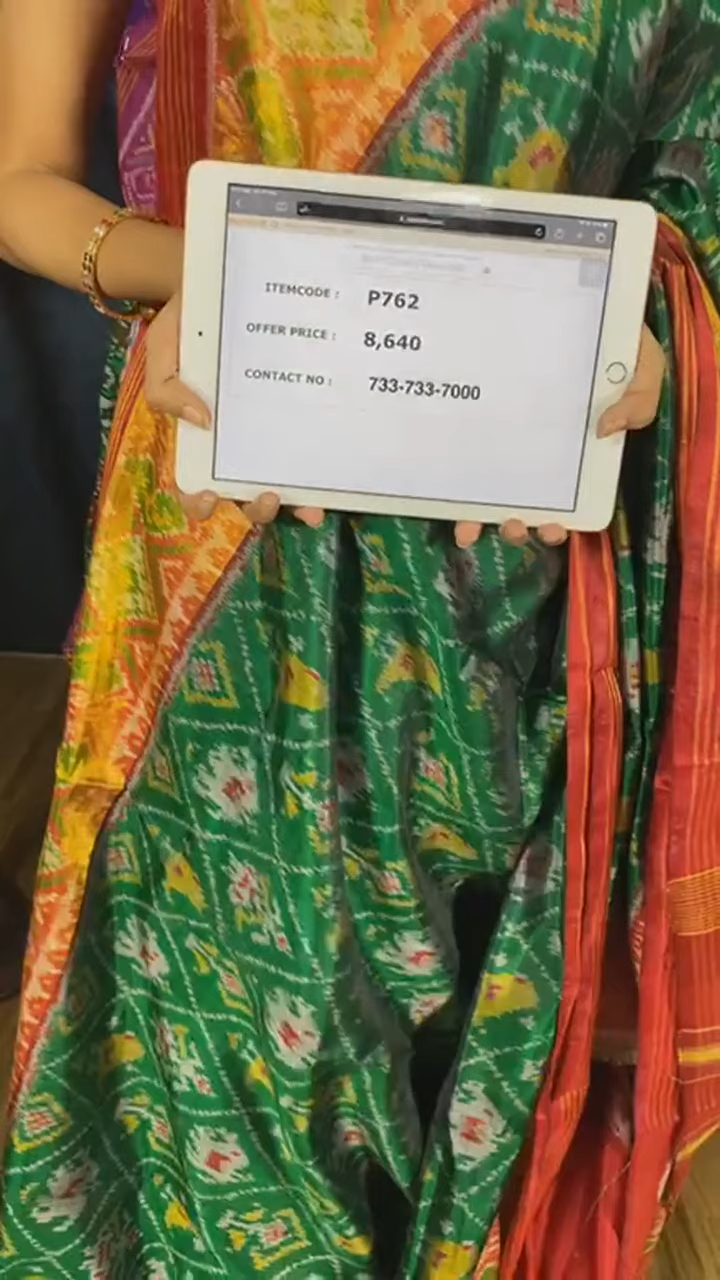 ITEMCODE : P762
OFFER PRICE : 8,640
CONTACT NO : 733-733-7000